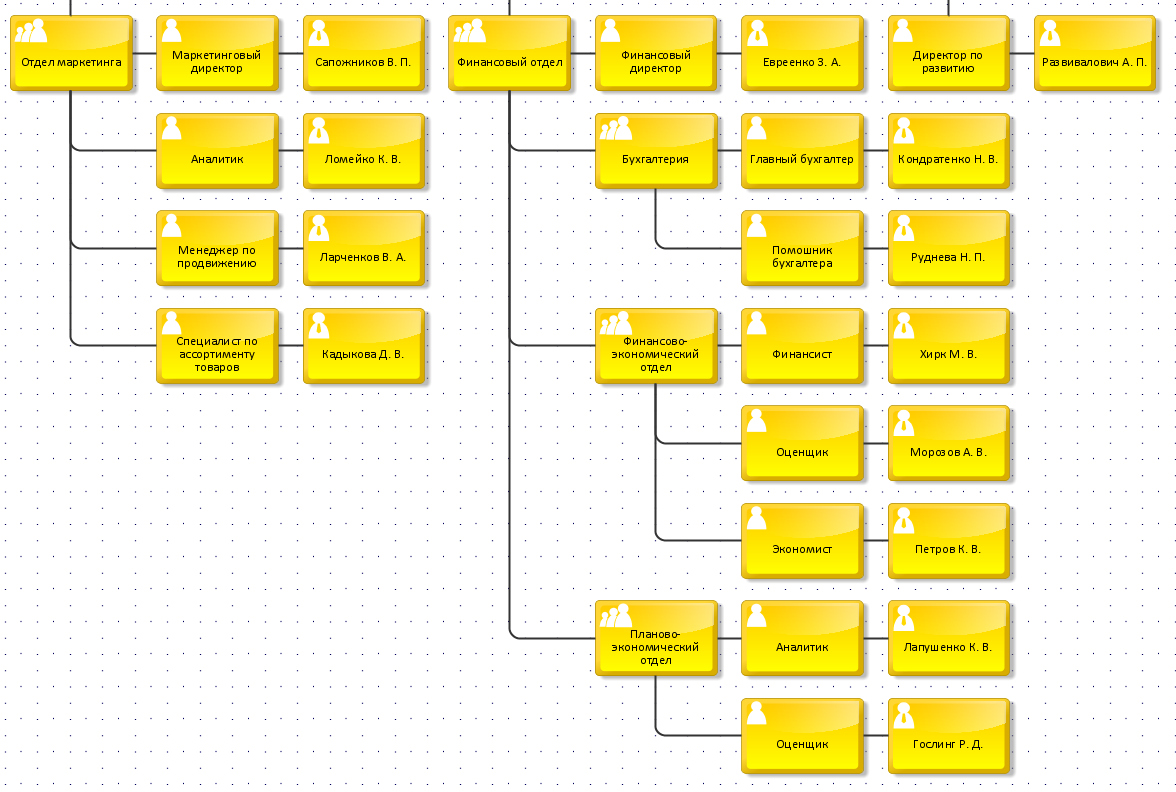 Отдел маркетинга
Маркетинговый
директор
Сапожников В. П.
Финансовый отдел
Финансовый
директор
Евреенко З. А.
Директор по
развитию
Развивалович А. П.
Аналитик
Ломейко К. В.
Бухгалтерия
Главный бухгалтер
Кондратенко Н. В.
Менеджер по
продвижению
Ларченков В. А.
Помошник
бухгалтера
Руднева Н. П.
Специалист по
ассортименту
товаров
Кадыкова Д. В.
Финансово-
экономический
отдел
Финансист
Хирк М. В.
Оценщик
Морозов А. В.
Экономист
Петров К. В.
Планово-
экономический
отдел
Аналитик
Лапушенко К. В.
Оценщик
Гослинг Р. Д.